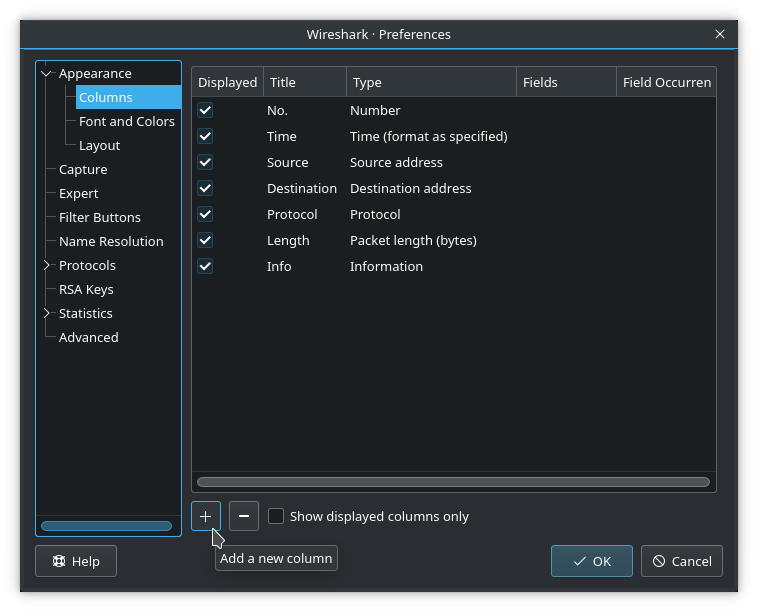 Wireshark · Preferences
Appearance
Columns
Font and Colors
Layout
Capture
Expert
Filter Buttons
Name Resolution
Protocols
RSA Keys
Statistics
Advanced
Displayed Title Type Fields Field Occurren
No. Number
Time Time (format as specified)
Source Source address
Destination Destination address
Protocol Protocol
Length Packet length (bytes)
Info Information
Show displayed columns only
Add a new column
Help OK Cancel